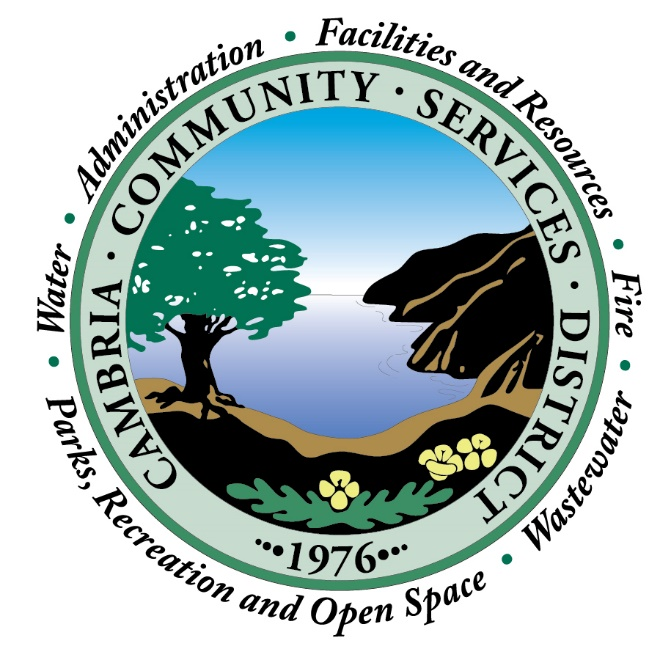 CAMBRIA • COMMUNITY • SERVICES • DISTRICT
•••1976•••
Administration • Facilities and Resources • Fire • Wastewater • Parks, Recreation and Open Space • Water •